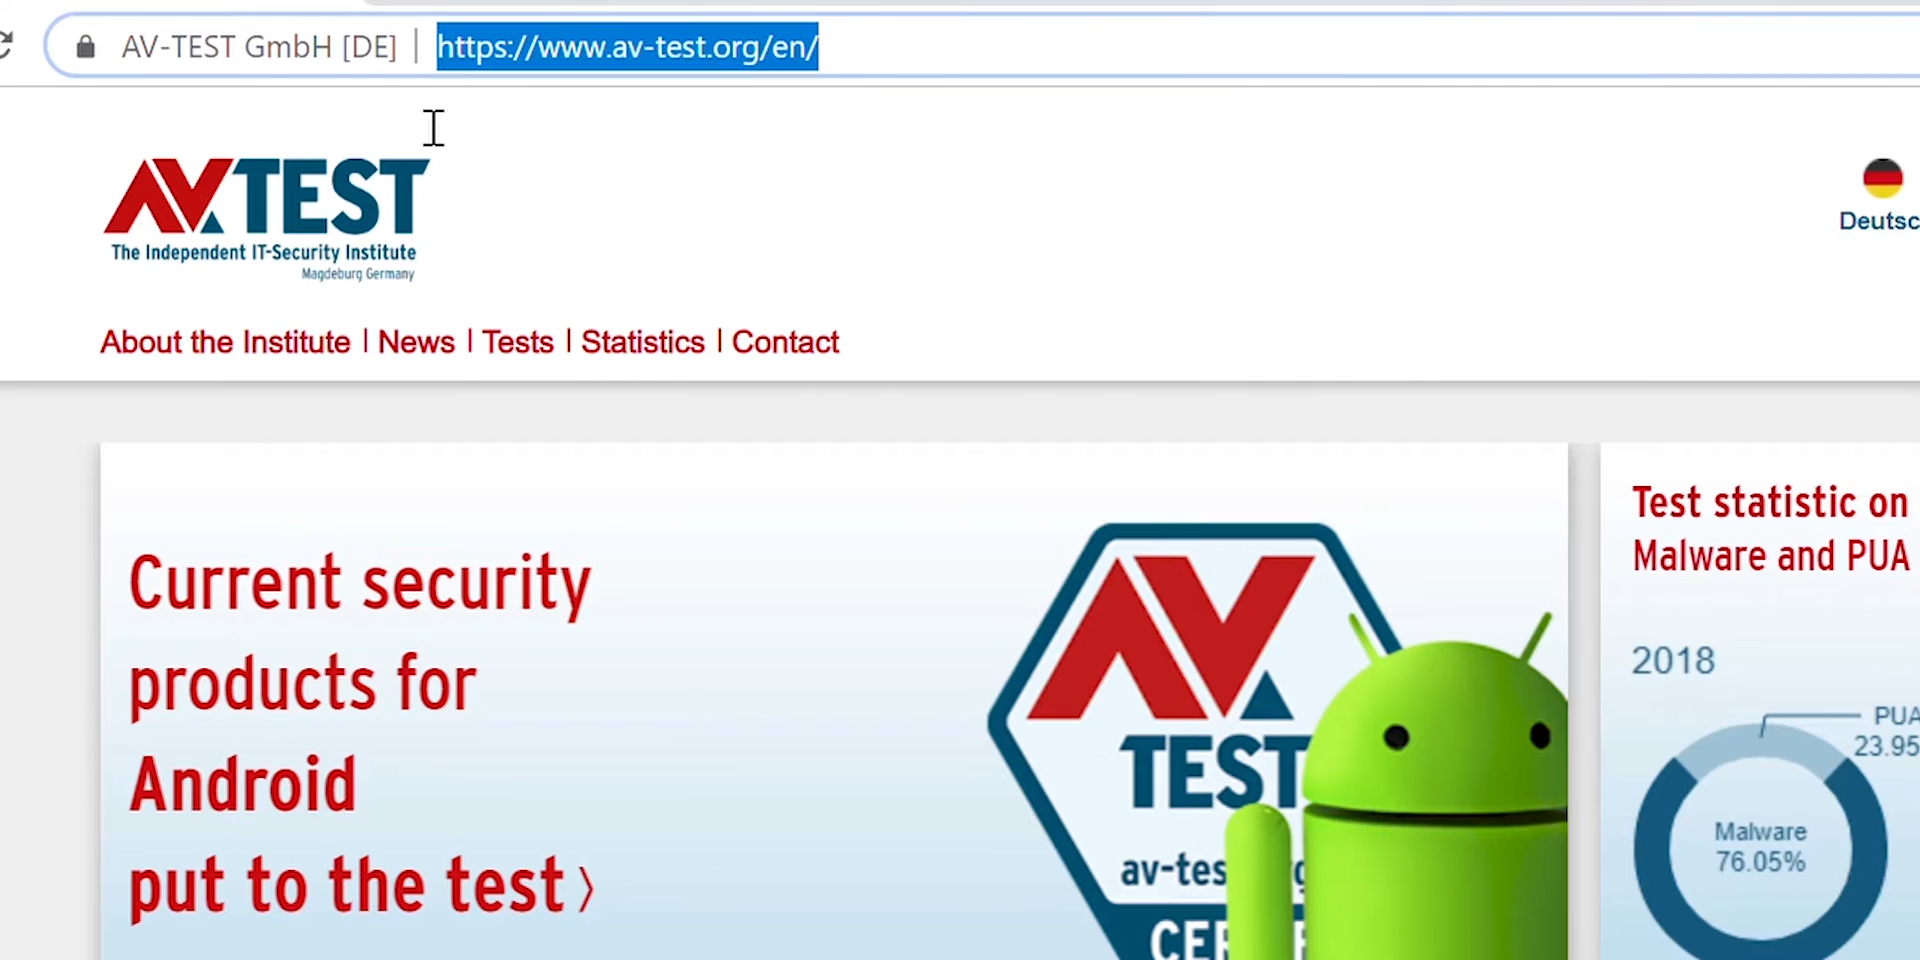 AV-TEST GmbH [DE] | https://www.av-test.org/en/
AV TEST
The Independent IT-Security Institute
Magdeburg Germany
About the Institute | News | Tests | Statistics | Contact
Current security
products for
Android
put to the test
AV
TEST
Test statistic on
Malware and PUA
2018
PUA
23.95
Malware
76.05%